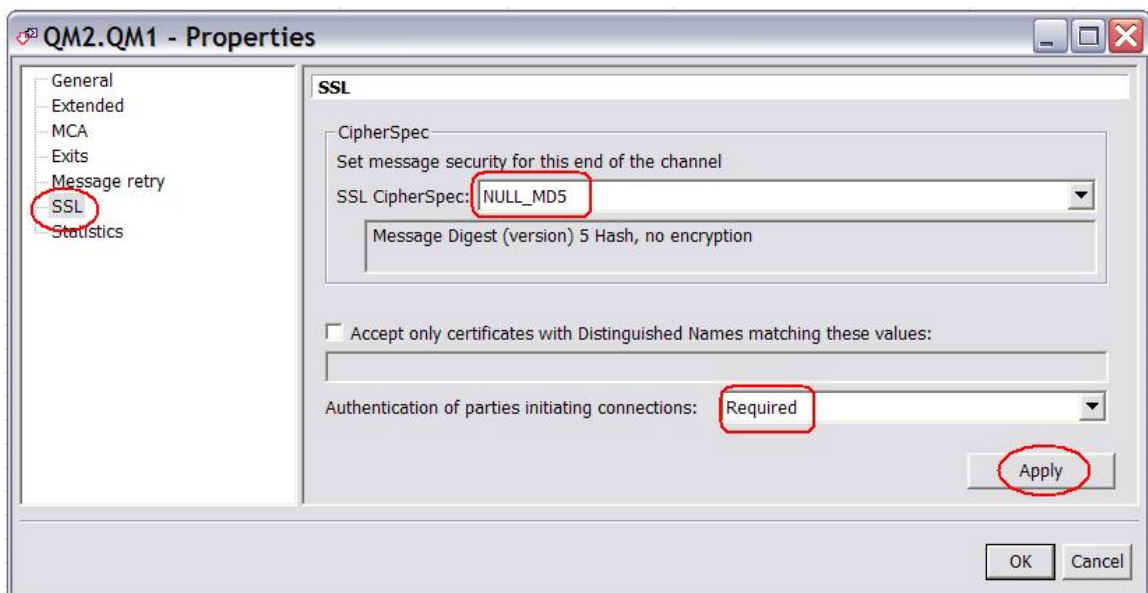 QM2.QM1 - Properties
General
Extended
MCA
Exits
Message retry
SSL
Statistics
SSL
CipherSpec
Set message security for this end of the channel
SSL CipherSpec: NULL_MD5
Message Digest (version) 5 Hash, no encryption
Accept only certificates with Distinguished Names matching these values:
Authentication of parties initiating connections: Required
Apply
OK Cancel